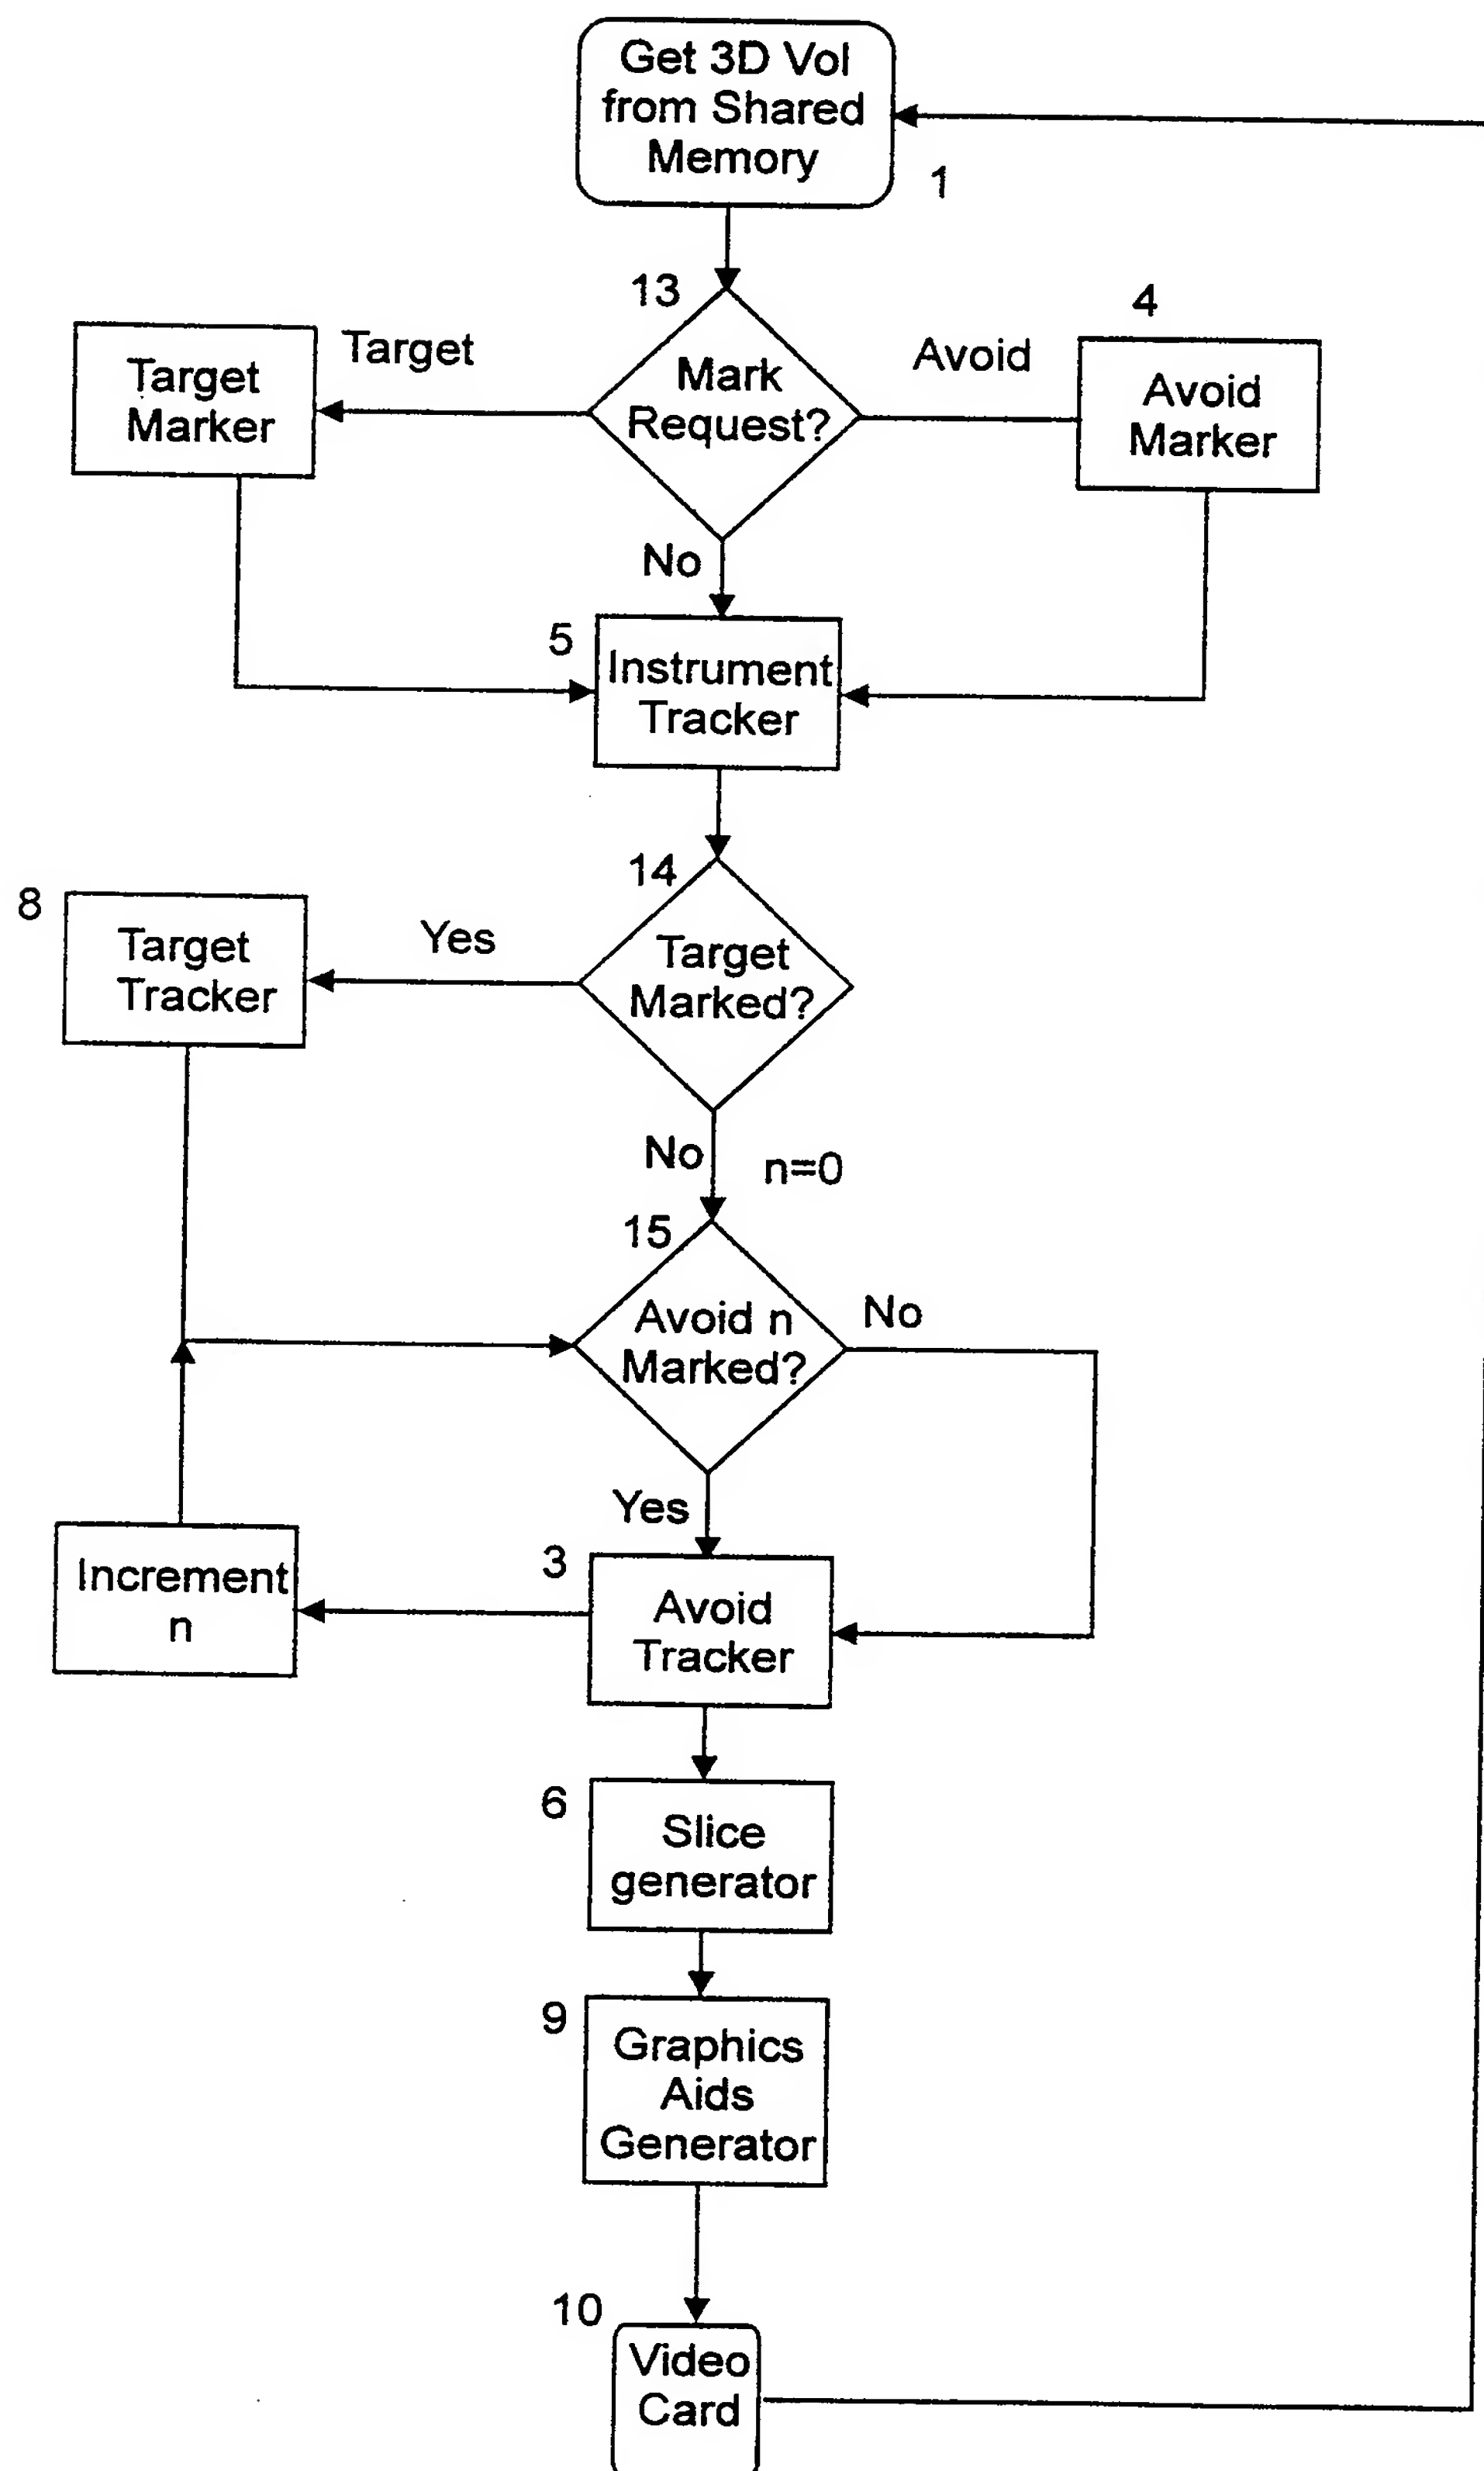 Get 3D Vol
from Shared
Memory
1
13
4
Target
Marker
Target
Mark
Request?
Avoid
Avoid
Marker
No
5
Instrument
Tracker
14
8
Target
Tracker
Yes
Target
Marked?
No
n=0
15
Avoid n
Marked?
No
Yes
Increment
n
3
Avoid
Tracker
6
Slice
generator
9
Graphics
Aids
Generator
10
Video
Card